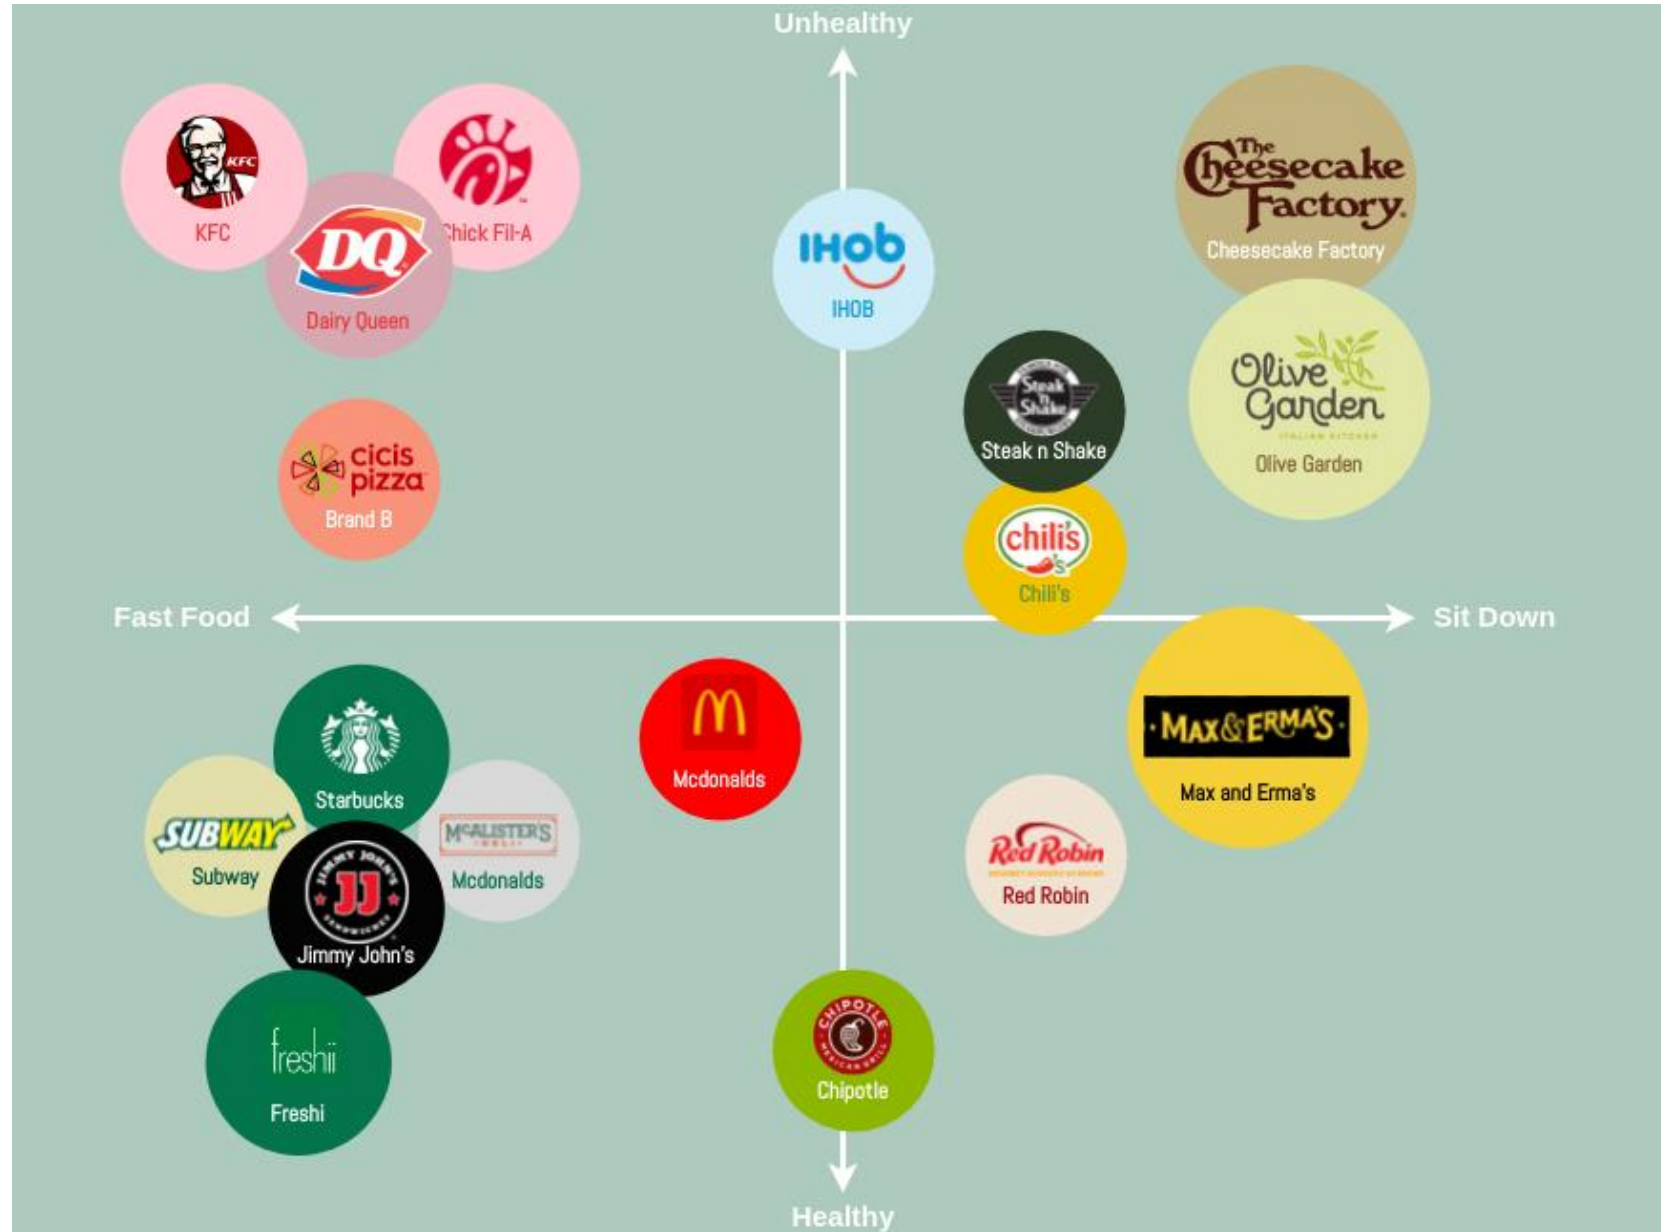 Unhealthy
KFC
KFC
Chick Fil-A
DQ
Dairy Queen
IHOb
IHOB
The
Cheesecake
Factory.
Cheesecake Factory
Steak
n
Shake
Steak n Shake
Olive
Garden
ITALIAN KITCHEN
Olive Garden
cicis
pizza
Brand B
chili's
Chili's
Fast Food
Sit Down
Starbucks
SUBWAY
Subway
McALISTER'S
DELI
Mcdonalds
JIMMY JOHN'S
JJ
SANDWICHES
Jimmy John's
Mcdonalds
MAX & ERMA'S
Max and Erma's
Red Robin
Red Robin
freshii
Freshi
CHIPOTLE
MEXICAN GRILL
Chipotle
Healthy